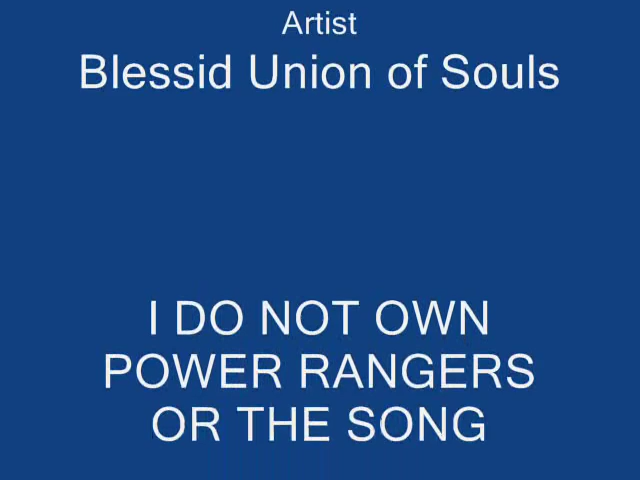 Artist
Blessid Union of Souls
I DO NOT OWN
POWER RANGERS
OR THE SONG